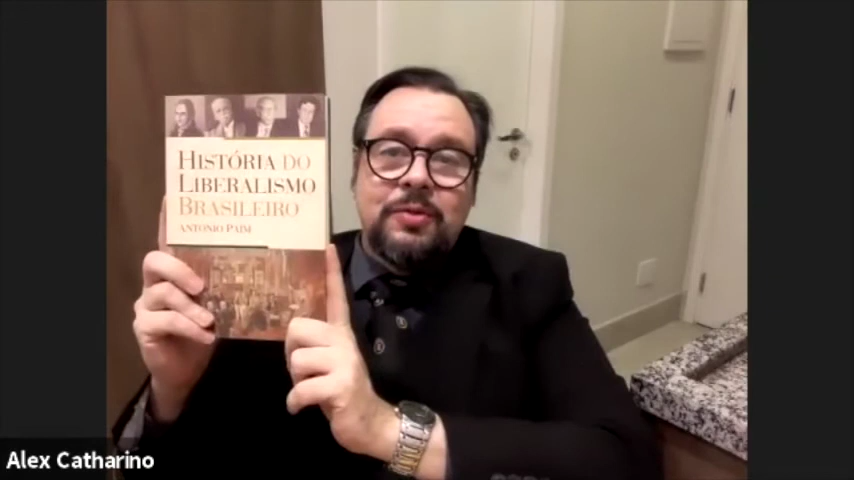 HISTÓRIA DO
LIBERALISMO
BRASILEIRO
ANTONIO PAIM
Alex Catharino